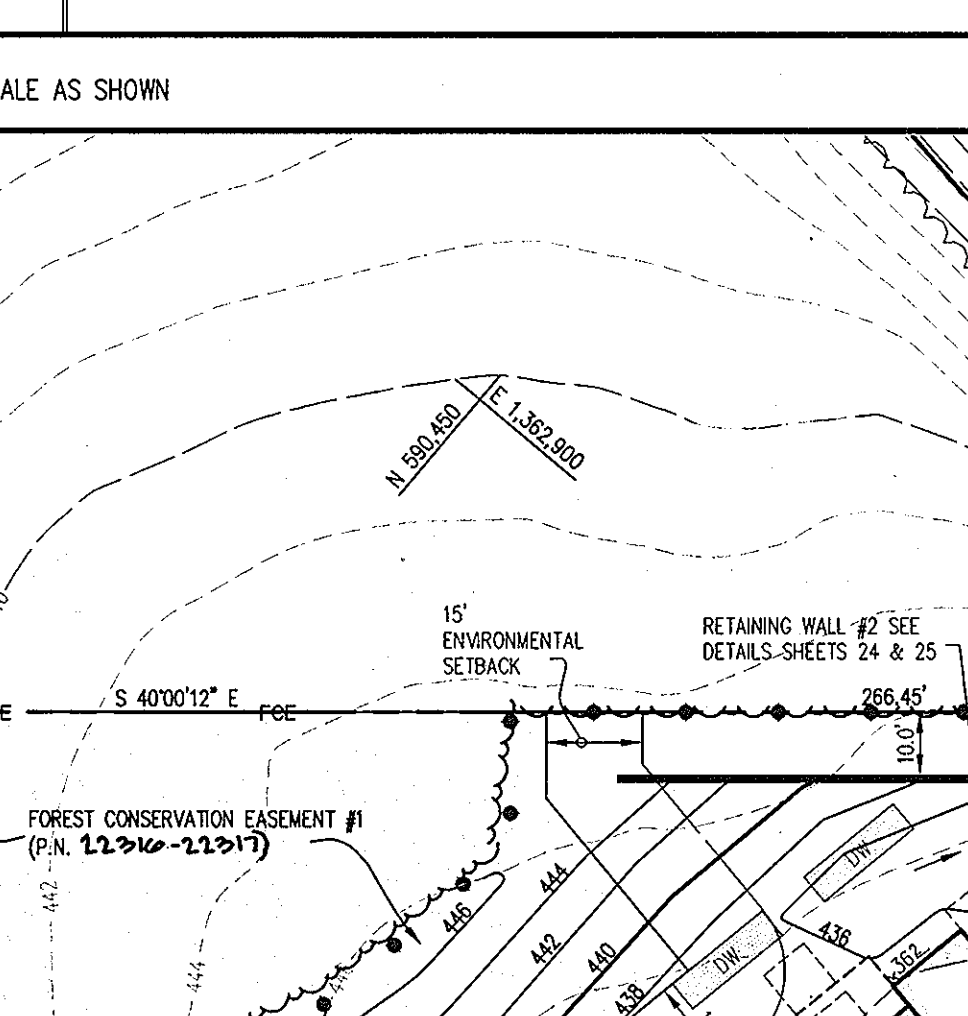 ALE AS SHOWN
N 590,450
E 1,362,900
15'
ENVIRONMENTAL
SETBACK
RETAINING WALL #2 SEE
DETAILS SHEETS 24 & 25
E
S 40°00'12" E
FCE
266.45'
10.0'
FOREST CONSERVATION EASEMENT #1
(P.N. 22316-22317)
442
444
446
444
442
440
438
436
DW
DW